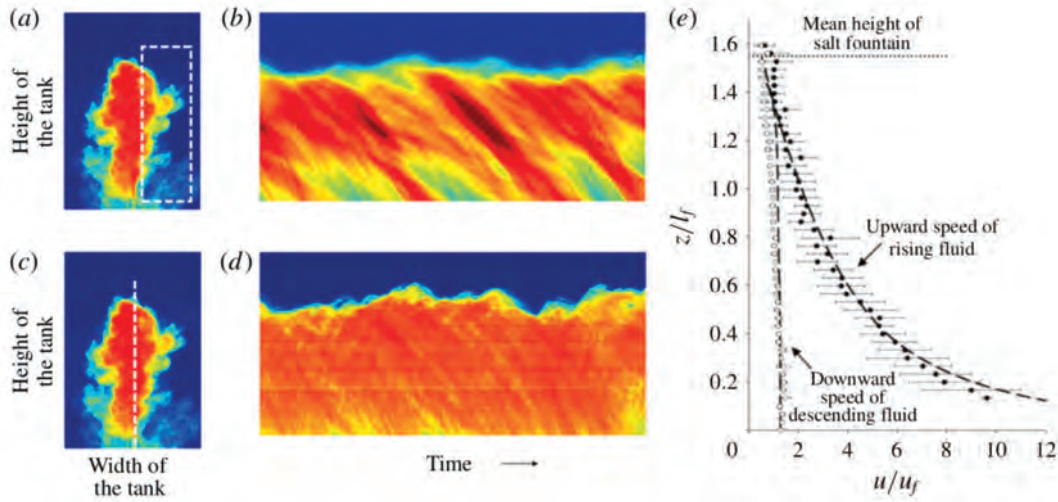 (a)
(b)
(e)
Height of
the tank
(c)
(d)
Height of
the tank
Width of
the tank
Time
1.6
1.4
1.2
1.0
0.8
0.6
0.4
0.2
0
2
4
6
8
10
12
z/l_f
u/u_f
Mean height of
salt fountain
Upward speed of
rising fluid
Downward
speed of
descending fluid